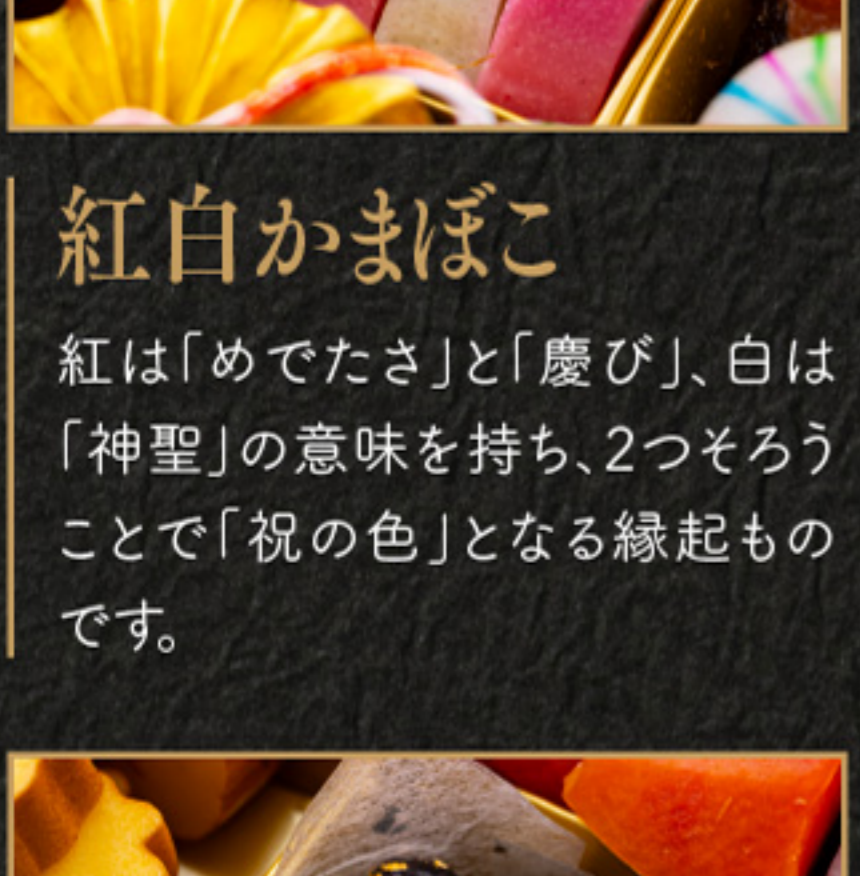 紅白かまぼこ
紅は「めでたさ」と「慶び」、白は
「神聖」の意味を持ち、2つそろう
ことで「祝の色」となる縁起もの
です。